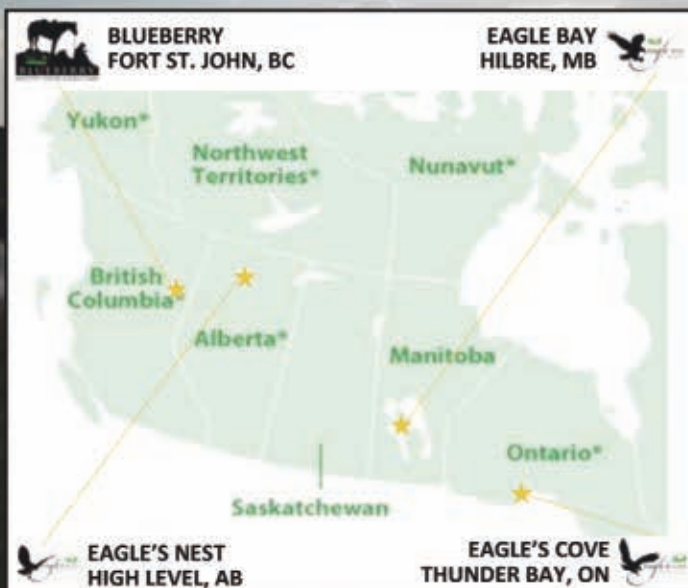 BLUEBERRY
FORT ST. JOHN, BC
BLUEBERRY
EAGLE BAY
HILBRE, MB
Yukon*
Northwest
Territories*
Nunavut*
British
Columbia*
Alberta*
Manitoba
Ontario*
Saskatchewan
EAGLE'S NEST
HIGH LEVEL, AB
EAGLE'S COVE
THUNDER BAY, ON